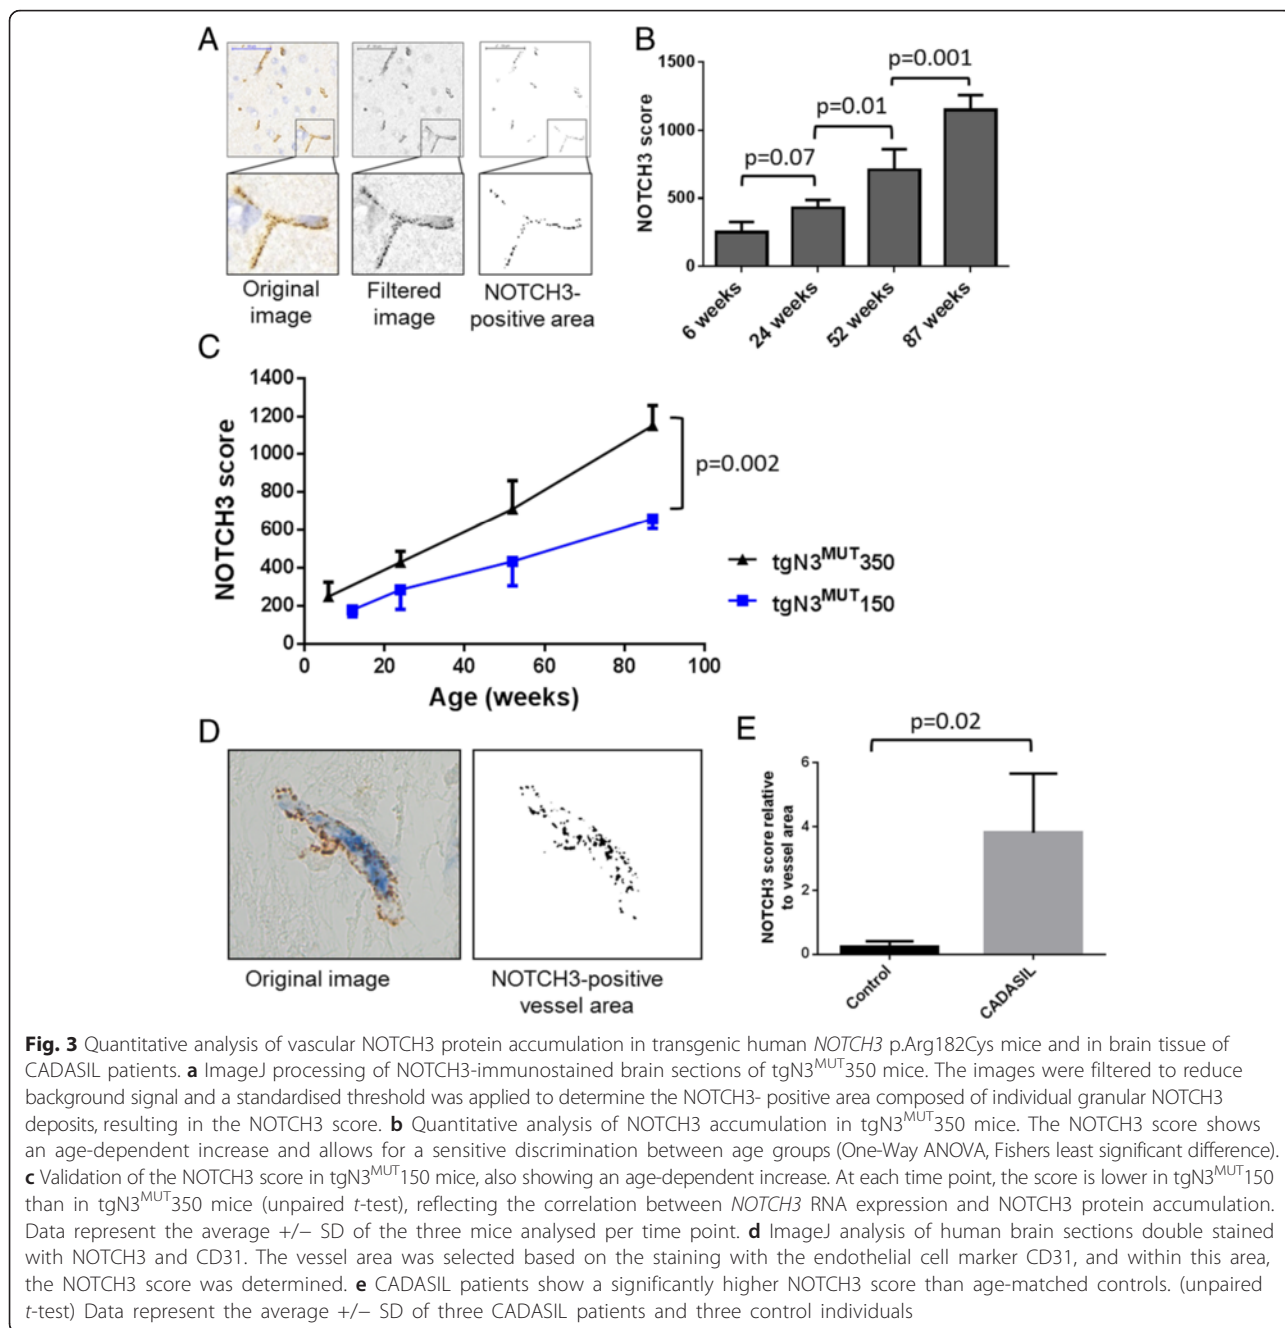 A
Original
image
Filtered
image
NOTCH3-
positive area
B
NOTCH3 score
1500
1000
500
0
p=0.07
p=0.01
p=0.001
6 weeks
24 weeks
52 weeks
87 weeks
C
NOTCH3 score
1400
1200
1000
800
600
400
200
0
0 20 40 60 80 100
Age (weeks)
p=0.002
tgN3MUT350
tgN3MUT150
D
Original image
NOTCH3-positive
vessel area
E
p=0.02
NOTCH3 score relative
to vessel area
6
4
2
0
Control
CADASIL
Fig. 3 Quantitative analysis of vascular NOTCH3 protein accumulation in transgenic human NOTCH3 p.Arg182Cys mice and in brain tissue of
CADASIL patients. a ImageJ processing of NOTCH3-immunostained brain sections of tgN3MUT350 mice. The images were filtered to reduce
background signal and a standardised threshold was applied to determine the NOTCH3- positive area composed of individual granular NOTCH3
deposits, resulting in the NOTCH3 score. b Quantitative analysis of NOTCH3 accumulation in tgN3MUT350 mice. The NOTCH3 score shows
an age-dependent increase and allows for a sensitive discrimination between age groups (One-Way ANOVA, Fishers least significant difference).
c Validation of the NOTCH3 score in tgN3MUT150 mice, also showing an age-dependent increase. At each time point, the score is lower in tgN3MUT150
than in tgN3MUT350 mice (unpaired t-test), reflecting the correlation between NOTCH3 RNA expression and NOTCH3 protein accumulation.
Data represent the average +/− SD of the three mice analysed per time point. d ImageJ analysis of human brain sections double stained
with NOTCH3 and CD31. The vessel area was selected based on the staining with the endothelial cell marker CD31, and within this area,
the NOTCH3 score was determined. e CADASIL patients show a significantly higher NOTCH3 score than age-matched controls. (unpaired
t-test) Data represent the average +/− SD of three CADASIL patients and three control individuals